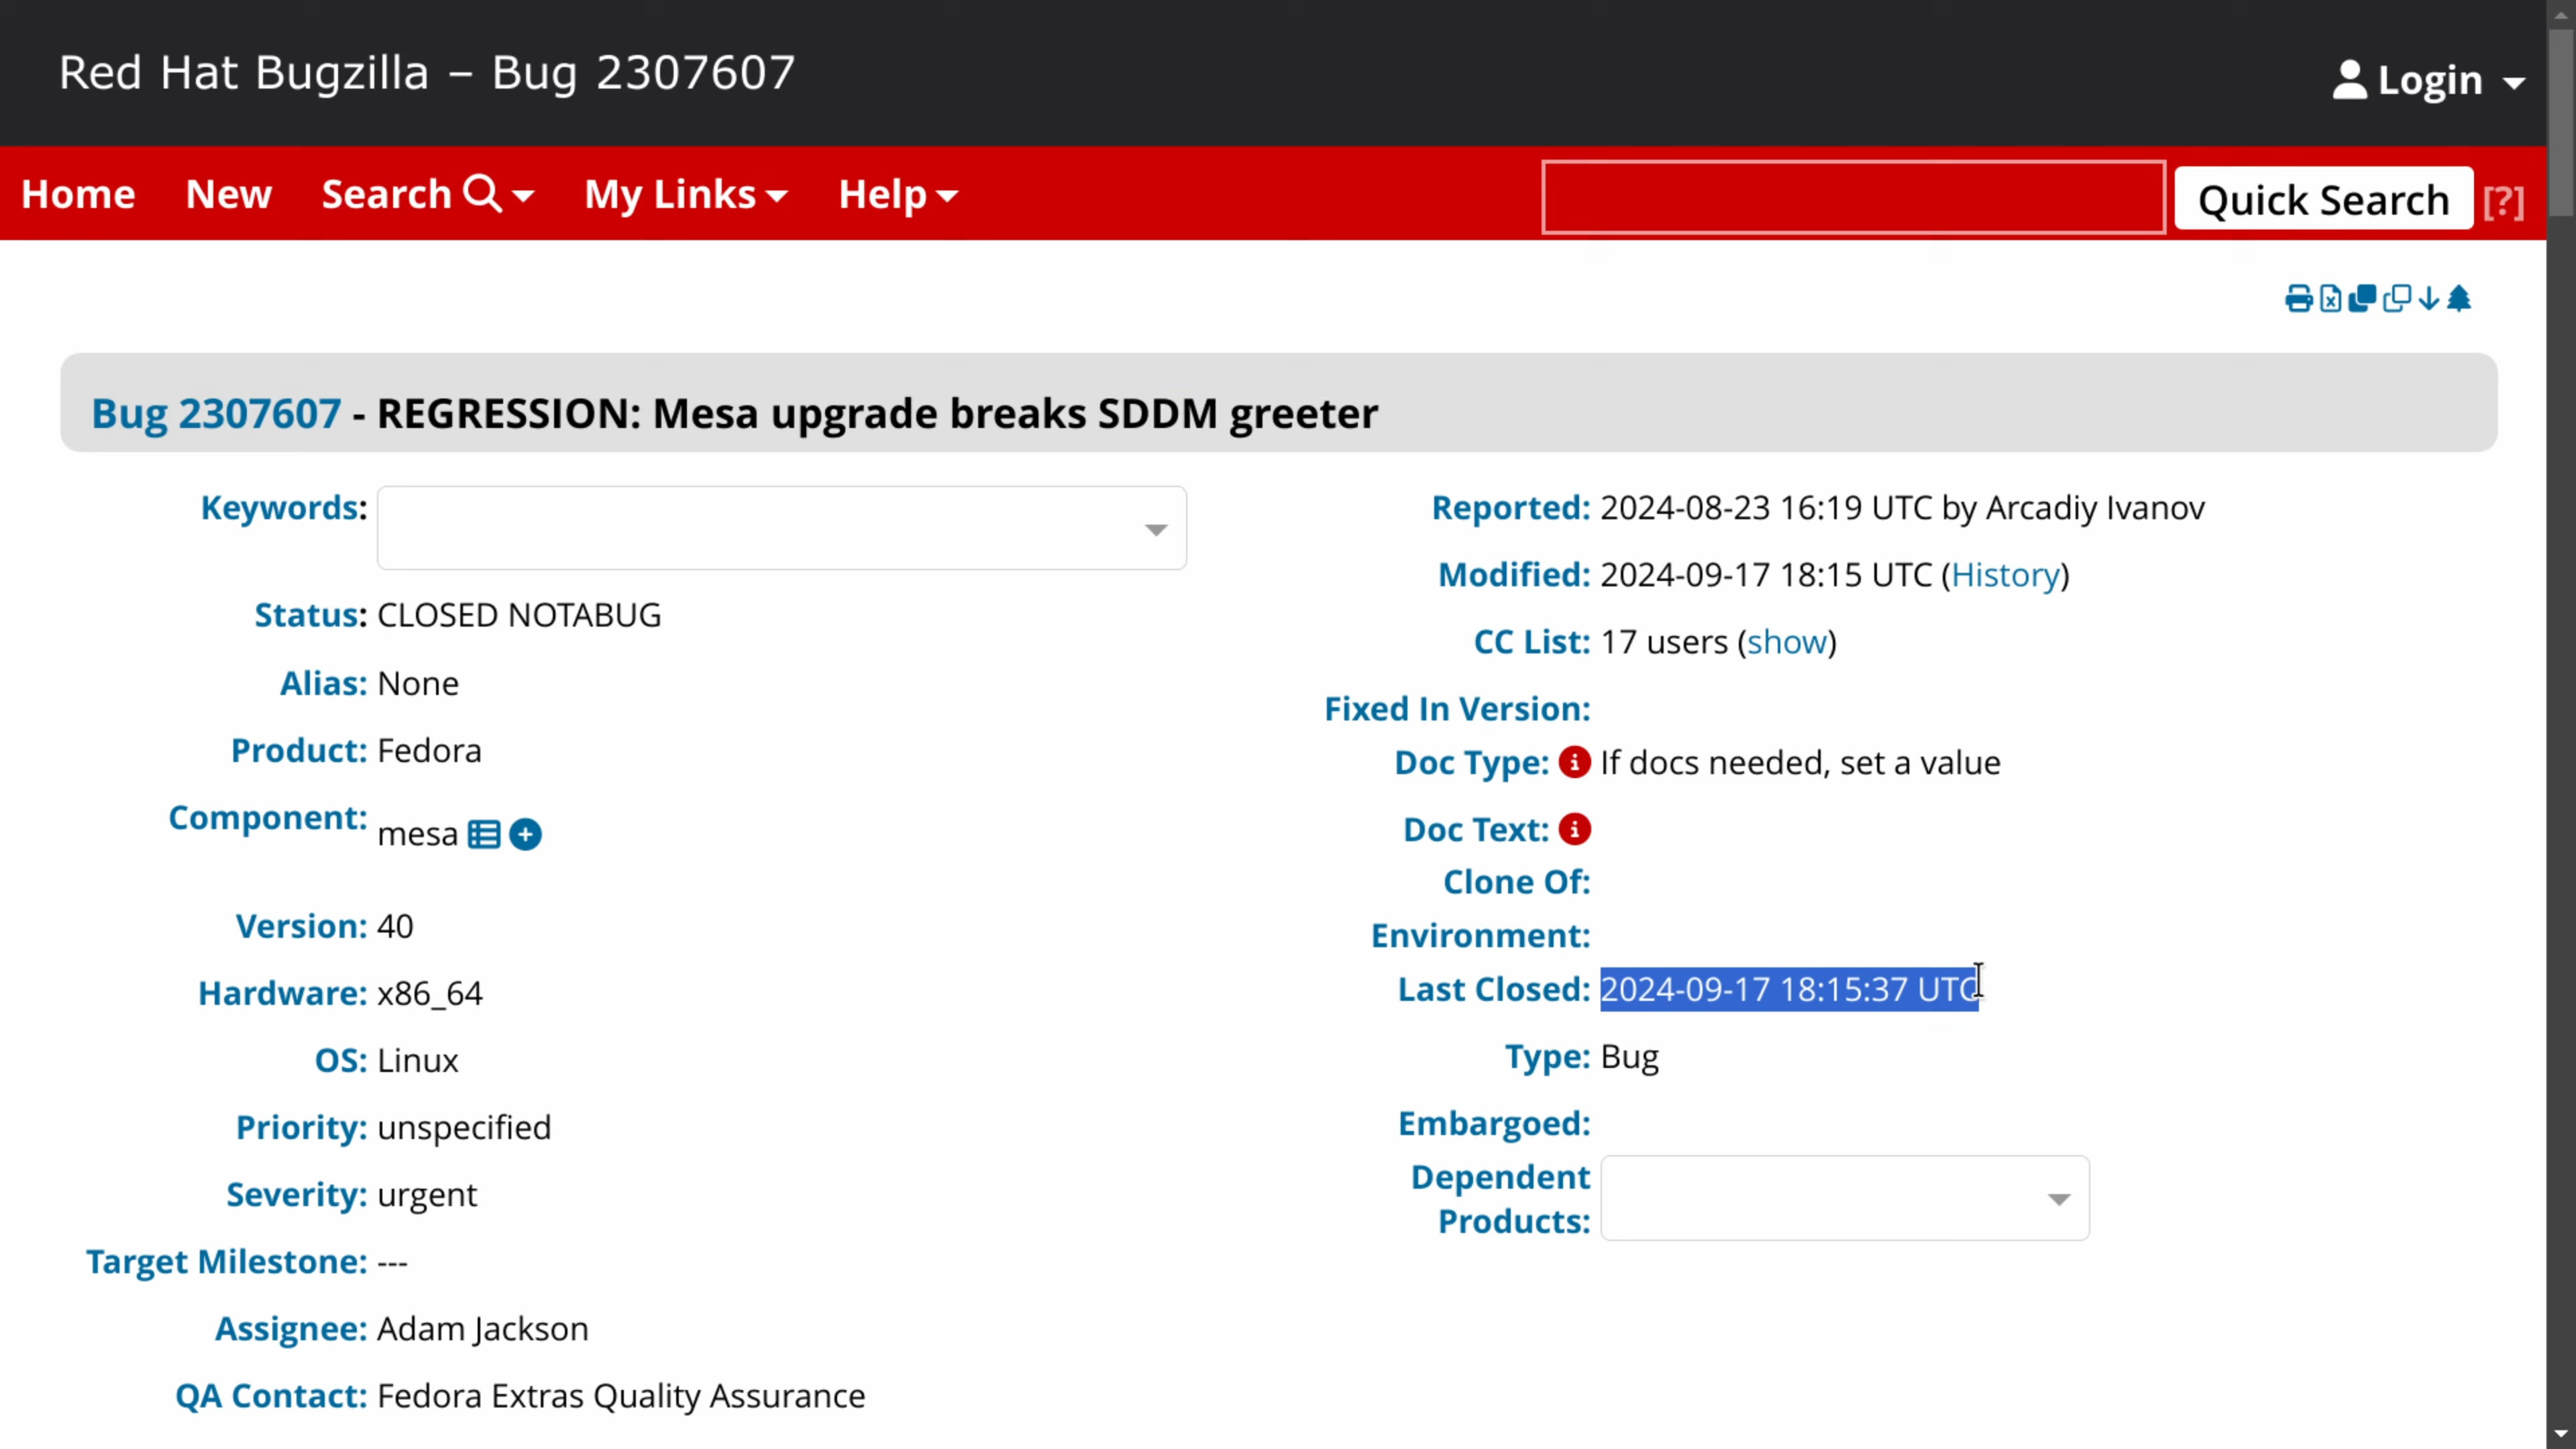 Red Hat Bugzilla – Bug 2307607
Login
Home New Search My Links Help Quick Search [?]
Bug 2307607 - REGRESSION: Mesa upgrade breaks SDDM greeter
Keywords:
Status: CLOSED NOTABUG
Alias: None
Product: Fedora
Component: mesa
Version: 40
Hardware: x86_64
OS: Linux
Priority: unspecified
Severity: urgent
Target Milestone: ---
Assignee: Adam Jackson
QA Contact: Fedora Extras Quality Assurance
Reported: 2024-08-23 16:19 UTC by Arcadiy Ivanov
Modified: 2024-09-17 18:15 UTC (History)
CC List: 17 users (show)
Fixed In Version:
Doc Type: If docs needed, set a value
Doc Text:
Clone Of:
Environment:
Last Closed: 2024-09-17 18:15:37 UTC
Type: Bug
Embargoed:
Dependent
Products: